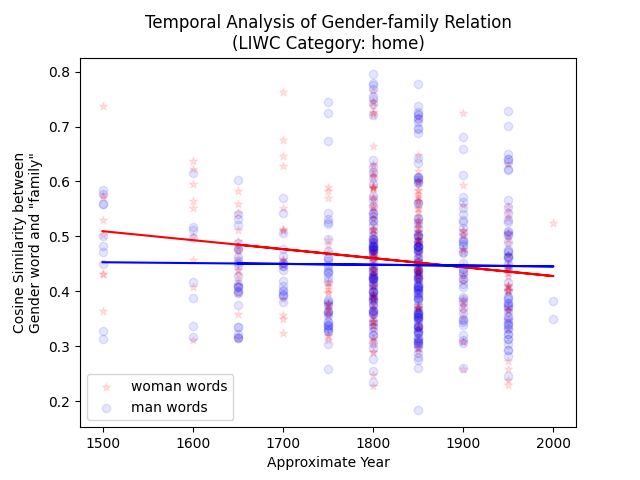 Temporal Analysis of Gender-family Relation
(LIWC Category: home)
Cosine Similarity between
Gender word and "family"
0.8
0.7
0.6
0.5
0.4
0.3
0.2
woman words
man words
1500
1600
1700
1800
1900
2000
Approximate Year